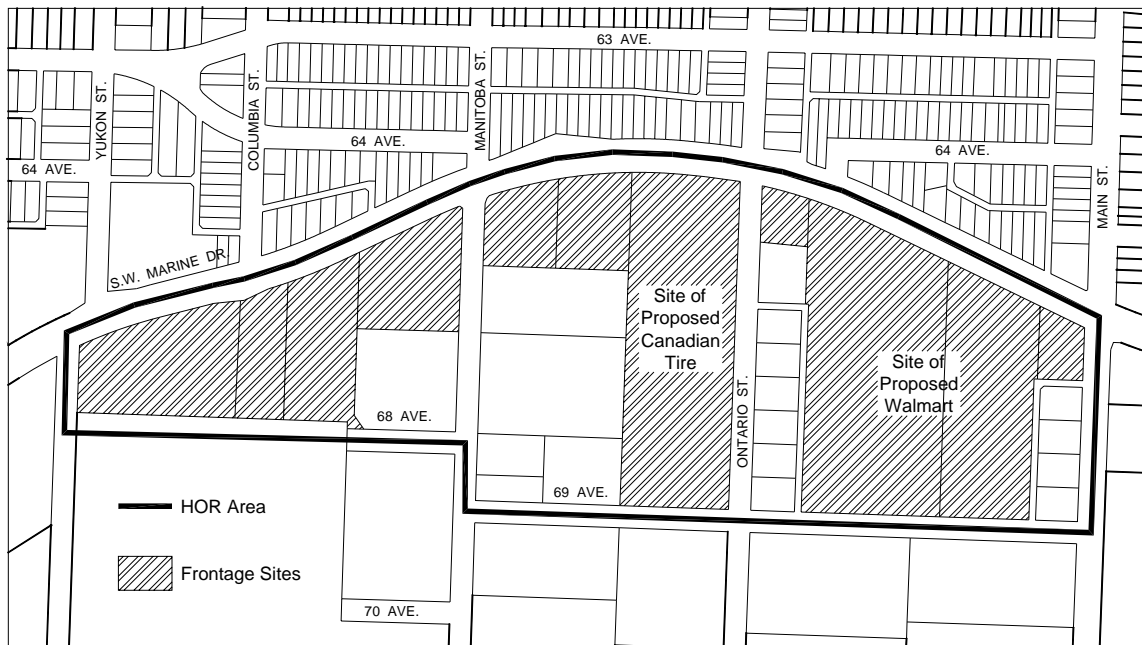 63 AVE.
YUKON ST.
COLUMBIA ST.
MANITOBA ST.
64 AVE.
64 AVE.
64 AVE.
MAIN ST.
S.W. MARINE DR.
Site of
Proposed
Canadian
Tire
Site of
Proposed
Walmart
ONTARIO ST.
68 AVE.
69 AVE.
HOR Area
Frontage Sites
70 AVE.